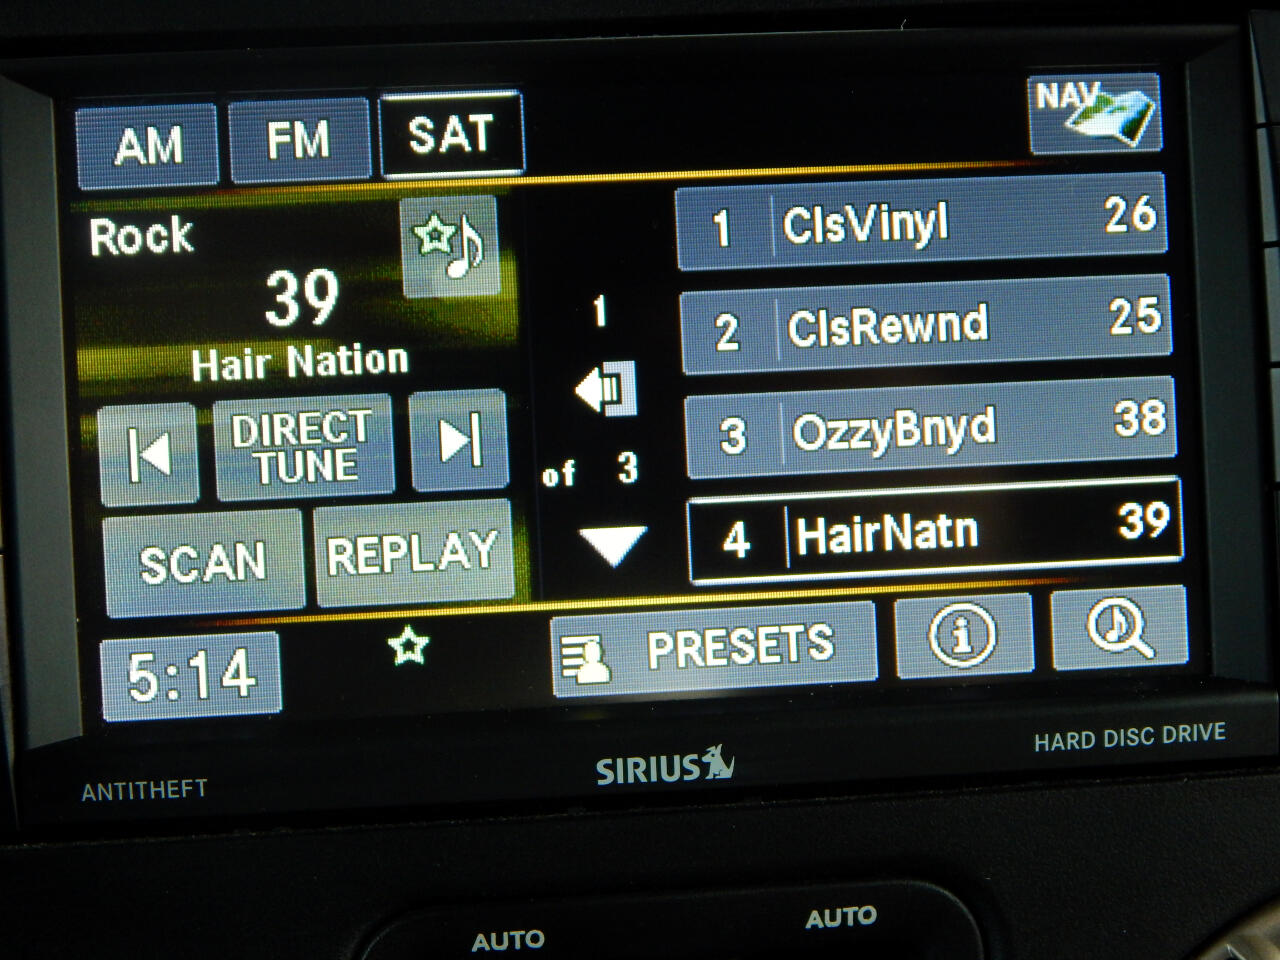 AM FM SAT NAV
Rock
39
Hair Nation
DIRECT
TUNE
SCAN REPLAY
1
of 3
1 ClsVinyl 26
2 ClsRewnd 25
3 OzzyBnyd 38
4 HairNatn 39
5:14 PRESETS i
ANTITHEFT SIRIUS HARD DISC DRIVE
AUTO AUTO